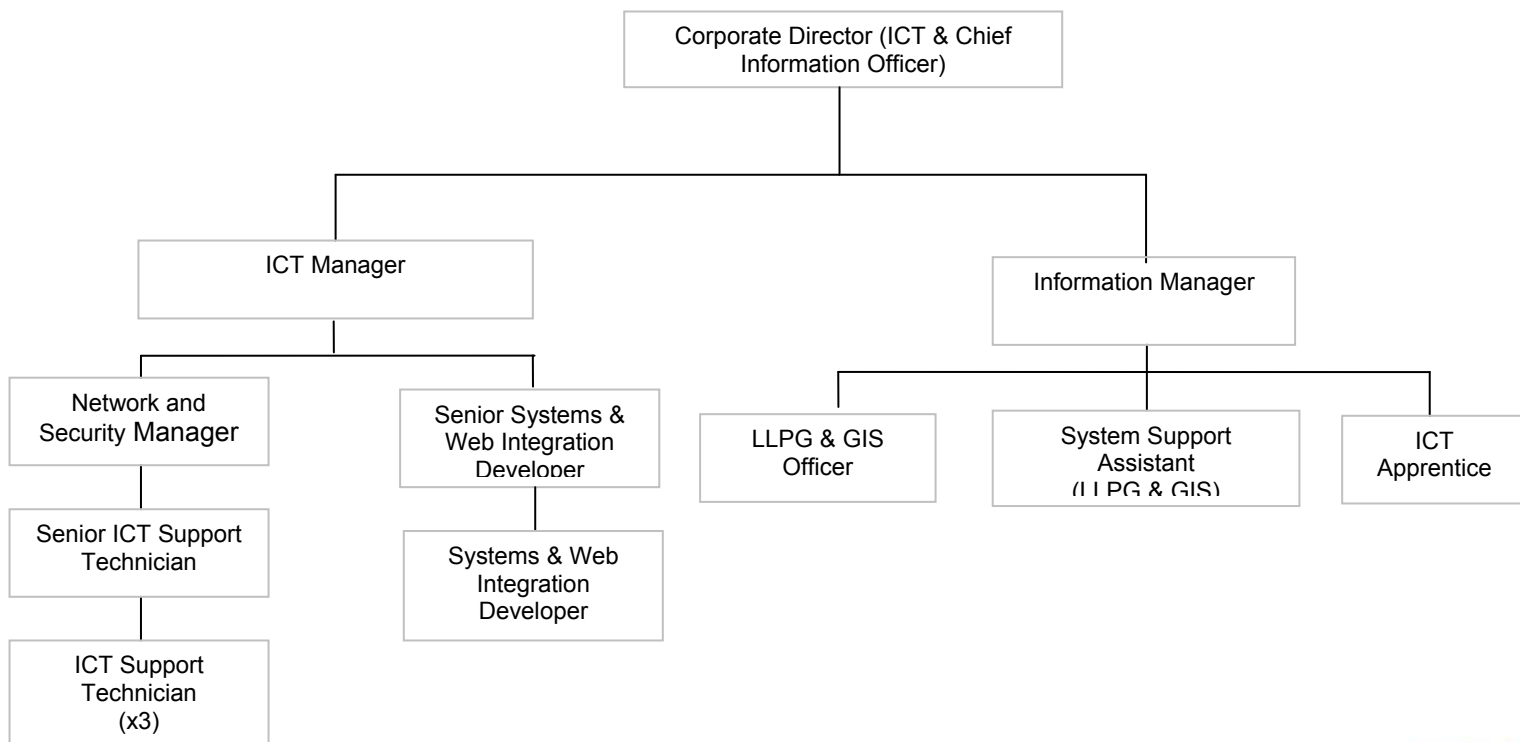 Corporate Director (ICT & Chief
Information Officer)
ICT Manager
Information Manager
Network and
Security Manager
Senior Systems &
Web Integration
Developer
LLPG & GIS
Officer
System Support
Assistant
(LLPG & GIS)
ICT
Apprentice
Senior ICT Support
Technician
Systems & Web
Integration
Developer
ICT Support
Technician
(x3)